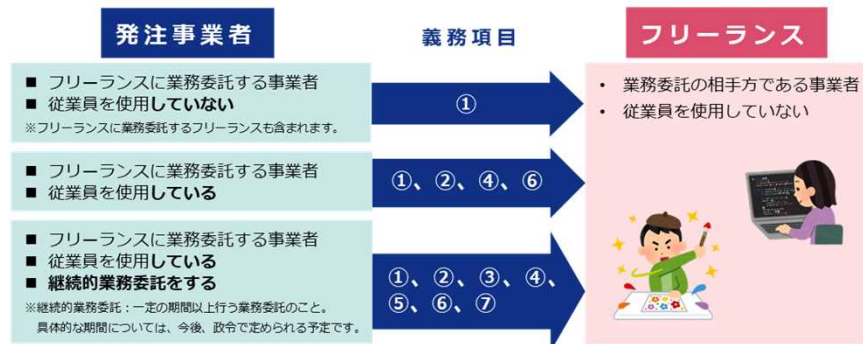 発注事業者
義務項目
フリーランス
■ フリーランスに業務委託する事業者
■ 従業員を使用していない
※フリーランスに業務委託するフリーランスも含まれます。
①
・ 業務委託の相手方である事業者
・ 従業員を使用していない
■ フリーランスに業務委託する事業者
■ 従業員を使用している
①、②、④、⑥
■ フリーランスに業務委託する事業者
■ 従業員を使用している
■ 継続的業務委託をする
※継続的業務委託：一定の期間以上行う業務委託のこと。
具体的な期間については、今後、政令で定められる予定です。
①、②、③、④、
⑤、⑥、⑦